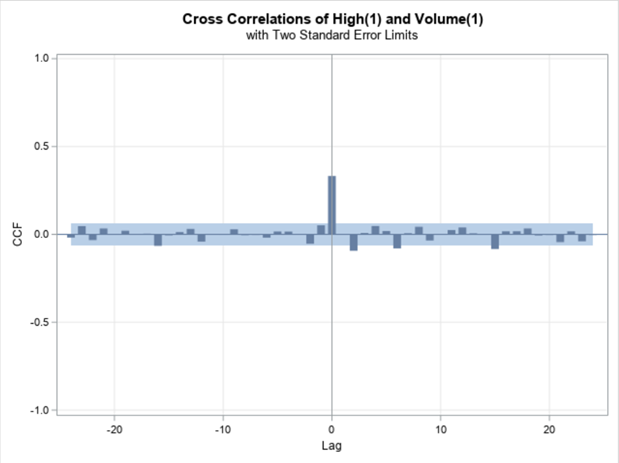 Cross Correlations of High(1) and Volume(1)
with Two Standard Error Limits
1.0
0.5
0.0
-0.5
-1.0
CCF
-20
-10
0
10
20
Lag